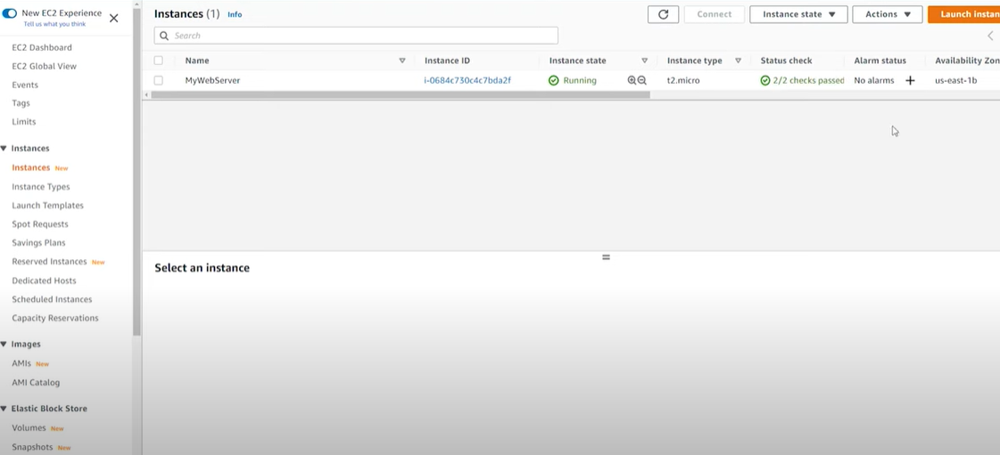 New EC2 Experience
Tell us what you think
EC2 Dashboard
EC2 Global View
Events
Tags
Limits
Instances
Instances New
Instance Types
Launch Templates
Spot Requests
Savings Plans
Reserved Instances New
Dedicated Hosts
Scheduled Instances
Capacity Reservations
Images
AMIs New
AMI Catalog
Elastic Block Store
Volumes New
Snapshots New
Instances (1) Info
Connect
Instance state
Actions
Launch instan
Search
Name Instance ID Instance state Instance type Status check Alarm status Availability Zon
MyWebServer i-0684c730c4c7bda2f Running t2.micro 2/2 checks passed No alarms us-east-1b
Select an instance